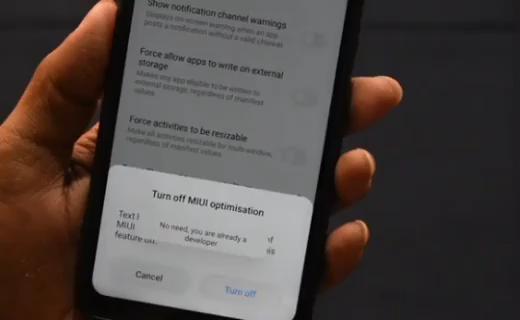 Show notification channel warnings
Displays on-screen warning when an app
posts a notification without a valid channel
Force allow apps to write on external
storage
Makes any app eligible to be written to
external storage, regardless of manifest
values
Force activities to be resizable
Make all activities resizable for multi-window,
regardless of manifest values.
Turn off MIUI optimisation
Text
MIUI
feature
No need, you are already a
developer
Cancel
Turn off